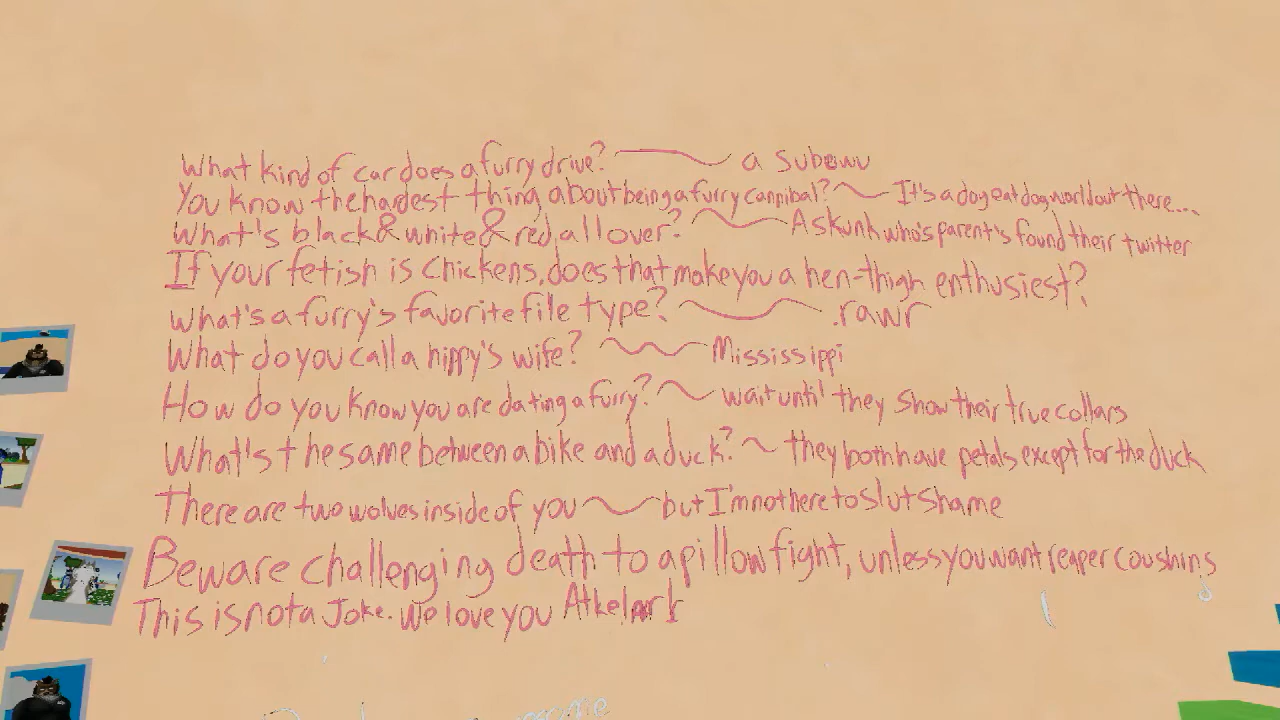 What kind of car does a furry drive? ~ a subewu
You know the hardest thing about being a furry cannibal? ~ It's a dog eat dog world out there...
What's black & white & red all over? ~ A skunk who's parent's found their twitter
If your fetish is chickens, does that make you a hen-thigh enthusiest?
What's a furry's favorite file type? ~ .rawr
What do you call a hippy's wife? ~ Mississippi
How do you know you are dating a furry? ~ wait until they show their true collars
What's the same between a bike and a duck? ~ they both have petals except for the duck
There are two wolves inside of you ~ but I'm not here to slut shame
Beware challenging death to a pillow fight, unless you want reaper coushins
This is not a Joke. We love you Atkelark